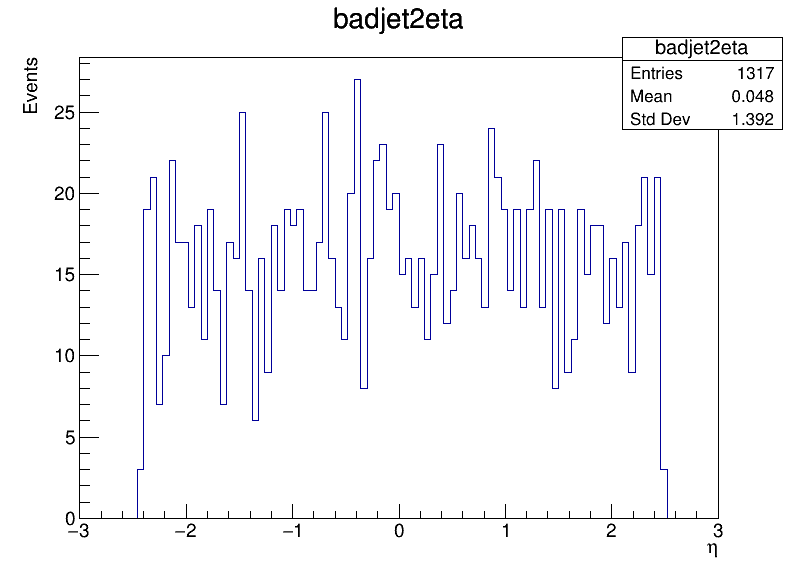 badjet2eta
badjet2eta
Entries 1317
Mean 0.048
Std Dev 1.392
Events
25
20
15
10
5
0
−3 −2 −1 0 1 2 3
η